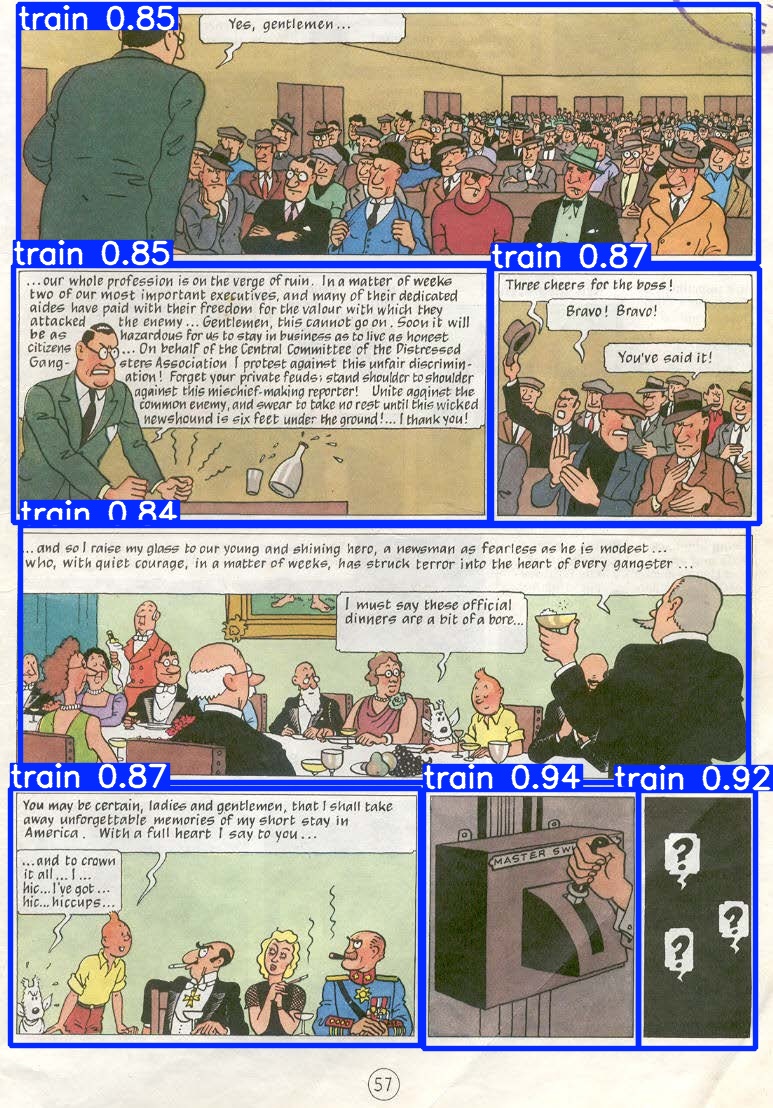 train 0.85
Yes, gentlemen...
train 0.85
...our whole profession is on the verge of ruin. In a matter of weeks
two of our most important executives, and many of their dedicated
aides have paid with their freedom for the valour with which they
attacked the enemy... Gentlemen, this cannot go on. Soon it will
be as hazardous for us to stay in business as to live as honest
citizens ... On behalf of the Central Committee of the Distressed
Gang- sters Association I protest against this unfair discrimin-
ation! Forget your private feuds; stand shoulder to shoulder
against this mischief-making reporter! Unite against the
common enemy, and swear to take no rest until this wicked
newshound is six feet under the ground!... I thank you!
train 0.87
Three cheers for the boss!
Bravo! Bravo!
You've said it!
train 0.84
...and so I raise my glass to our young and shining hero, a newsman as fearless as he is modest...
who, with quiet courage, in a matter of weeks, has struck terror into the heart of every gangster ...
I must say these official
dinners are a bit of a bore...
train 0.87
You may be certain, ladies and gentlemen, that I shall take
away unforgettable memories of my short stay in
America. With a full heart I say to you...
...and to crown
it all... I...
hic... I've got...
hic... hiccups...
train 0.94
MASTER SW
train 0.92
?
?
?
57